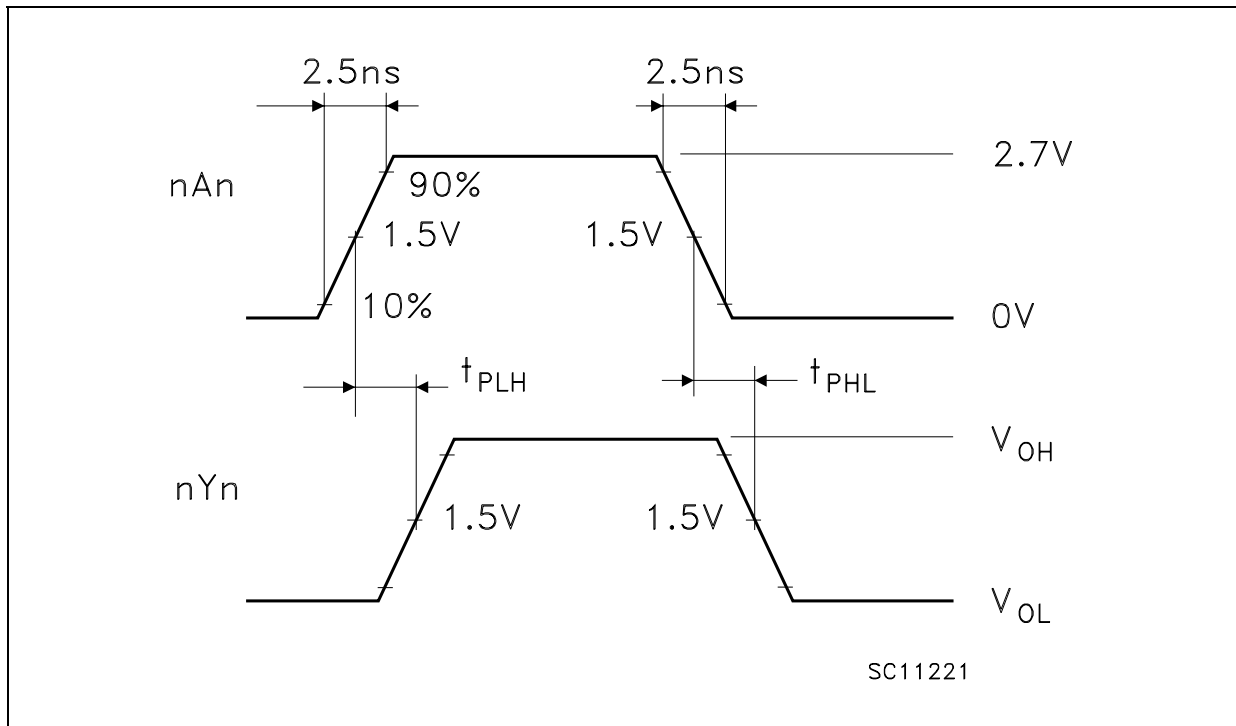 2.5ns 2.5ns
2.7V
nAn
90%
1.5V 1.5V
10%
0V
tPLH tPHL
VOH
nYn
1.5V 1.5V
VOL
SC11221